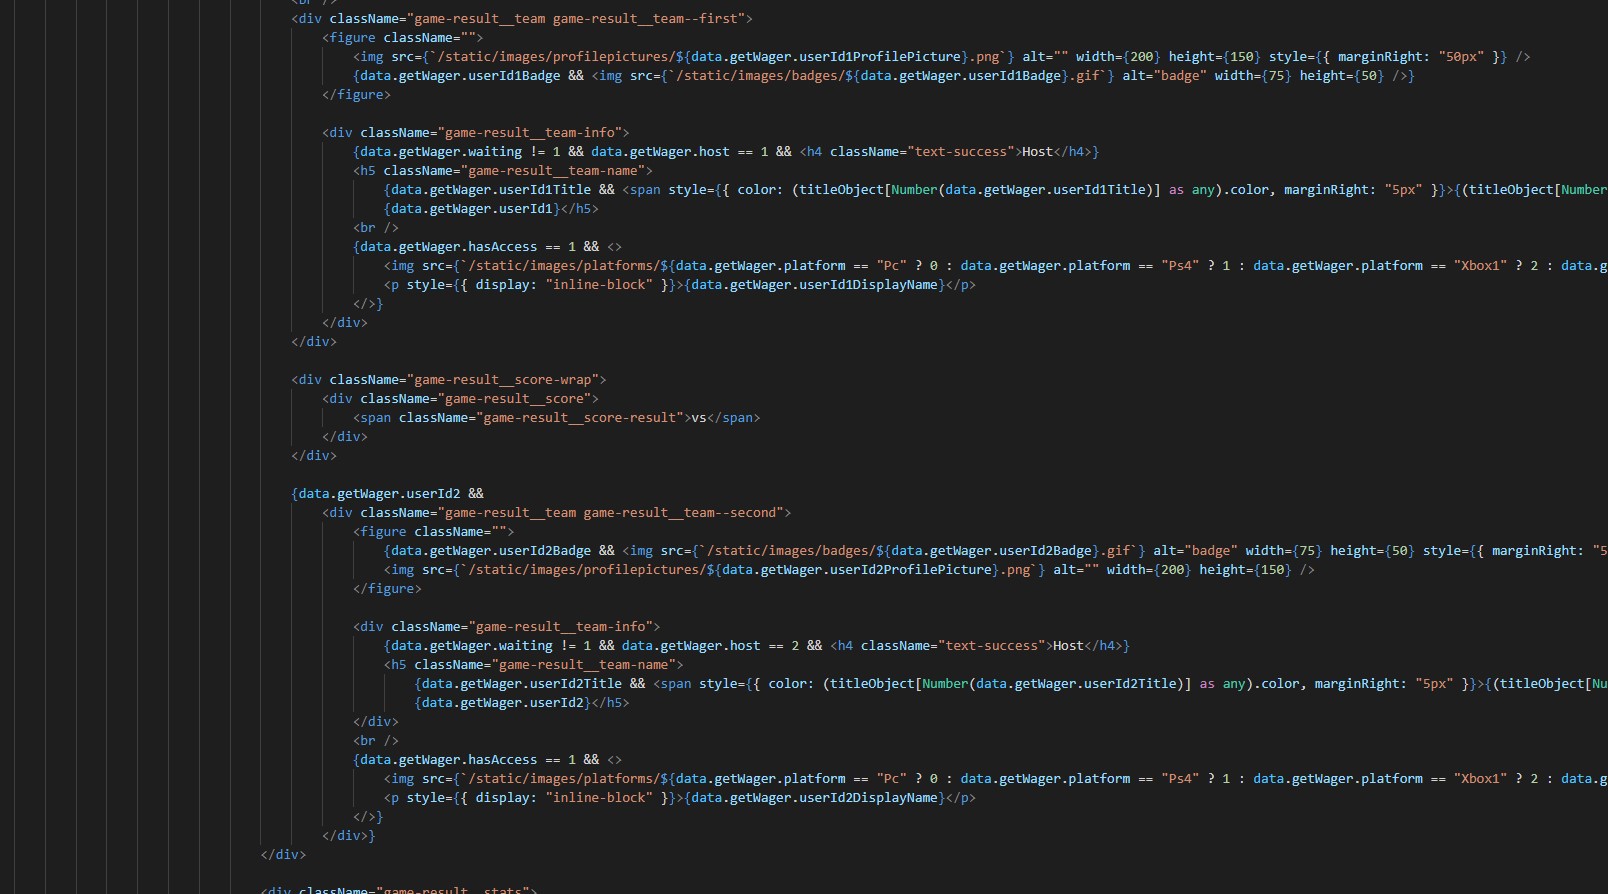 <br />
<div className="game-result__team game-result__team--first">
<figure className="">
<img src={`/static/images/profilepictures/${data.getWager.userId1ProfilePicture}.png`} alt="" width={200} height={150} style={{ marginRight: "50px" }} />
{data.getWager.userId1Badge && <img src={`/static/images/badges/${data.getWager.userId1Badge}.gif`} alt="badge" width={75} height={50} />}
</figure>
<div className="game-result__team-info">
{data.getWager.waiting != 1 && data.getWager.host == 1 && <h4 className="text-success">Host</h4>}
<h5 className="game-result__team-name">
{data.getWager.userId1Title && <span style={{ color: (titleObject[Number(data.getWager.userId1Title)] as any).color, marginRight: "5px" }}>{(titleObject[Number
{data.getWager.userId1}</h5>
<br />
{data.getWager.hasAccess == 1 && <>
<img src={`/static/images/platforms/${data.getWager.platform == "Pc" ? 0 : data.getWager.platform == "Ps4" ? 1 : data.getWager.platform == "Xbox1" ? 2 : data.g
<p style={{ display: "inline-block" }}>{data.getWager.userId1DisplayName}</p>
</>}
</div>
</div>
<div className="game-result__score-wrap">
<div className="game-result__score">
<span className="game-result__score-result">vs</span>
</div>
</div>
{data.getWager.userId2 &&
<div className="game-result__team game-result__team--second">
<figure className="">
{data.getWager.userId2Badge && <img src={`/static/images/badges/${data.getWager.userId2Badge}.gif`} alt="badge" width={75} height={50} style={{ marginRight: "5
<img src={`/static/images/profilepictures/${data.getWager.userId2ProfilePicture}.png`} alt="" width={200} height={150} />
</figure>
<div className="game-result__team-info">
{data.getWager.waiting != 1 && data.getWager.host == 2 && <h4 className="text-success">Host</h4>}
<h5 className="game-result__team-name">
{data.getWager.userId2Title && <span style={{ color: (titleObject[Number(data.getWager.userId2Title)] as any).color, marginRight: "5px" }}>{(titleObject[Nu
{data.getWager.userId2}</h5>
</div>
<br />
{data.getWager.hasAccess == 1 && <>
<img src={`/static/images/platforms/${data.getWager.platform == "Pc" ? 0 : data.getWager.platform == "Ps4" ? 1 : data.getWager.platform == "Xbox1" ? 2 : data.g
<p style={{ display: "inline-block" }}>{data.getWager.userId2DisplayName}</p>
</>}
</div>}
</div>
<div className="game-result__stats">